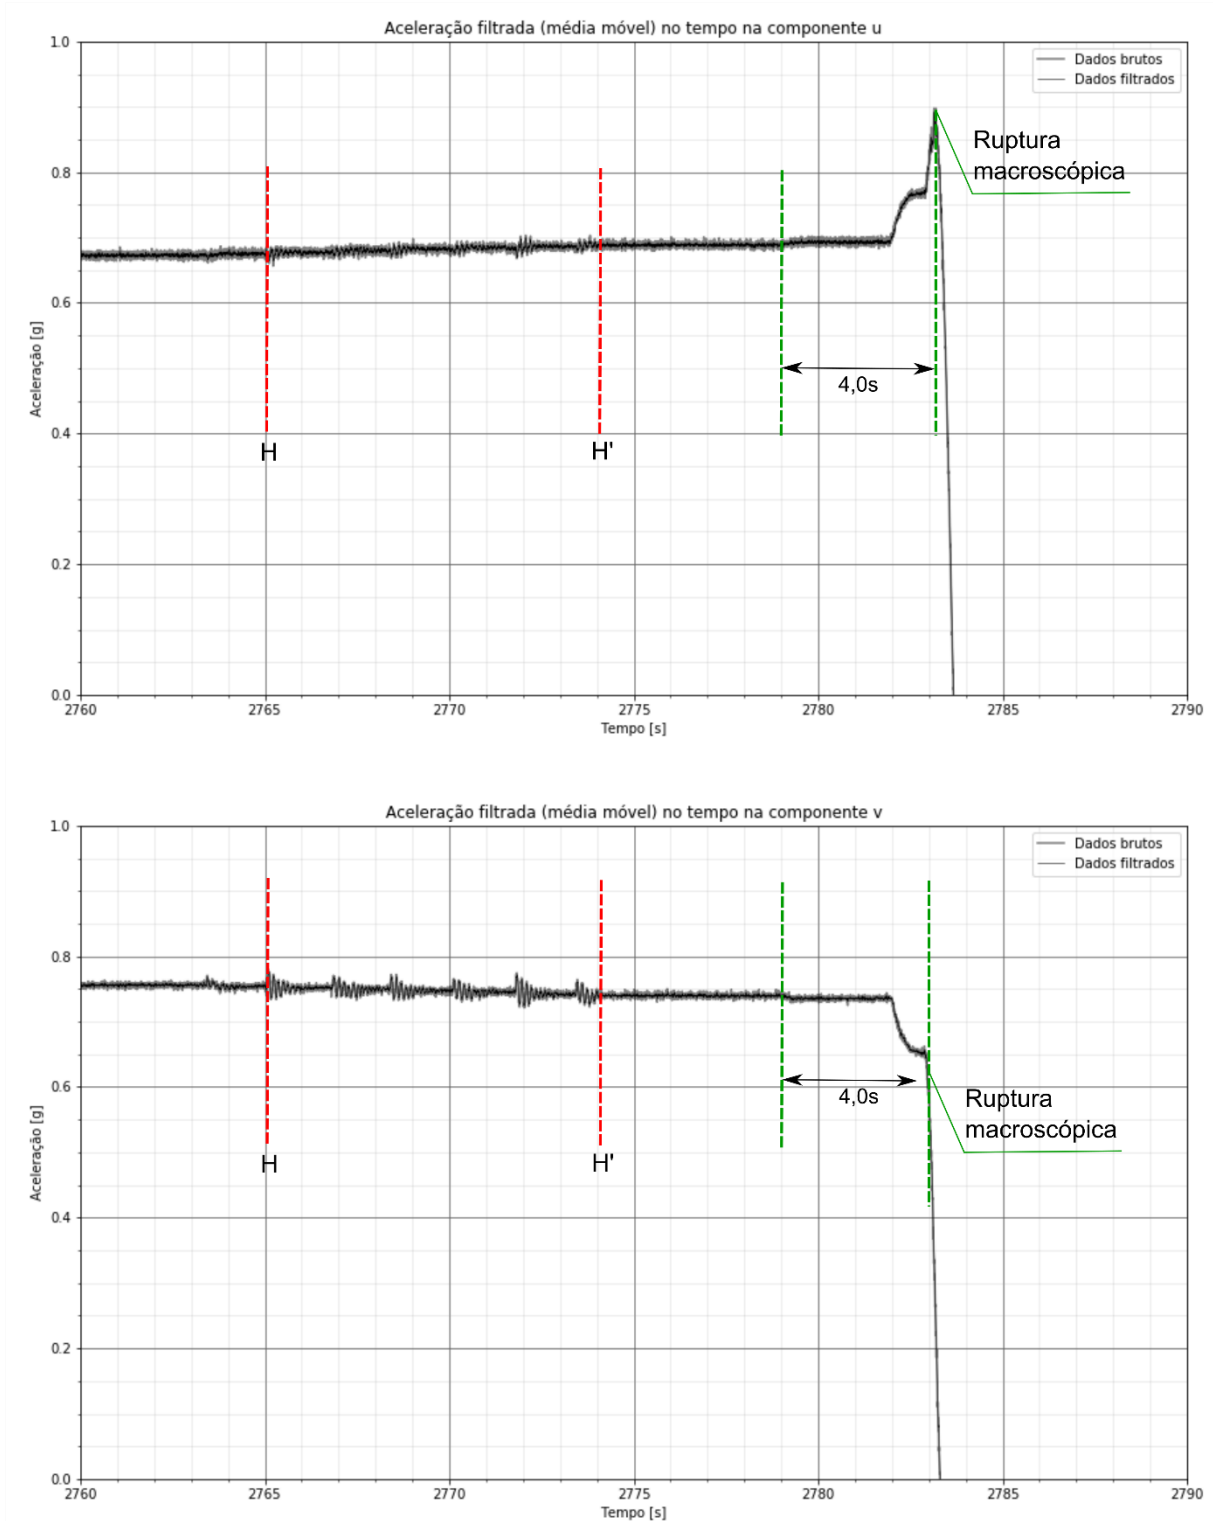 Aceleração filtrada (média móvel) no tempo na componente u
1.0
Dados brutos
Dados filtrados
Ruptura
macroscópica
0.8
0.6
Aceleração [g]
4,0s
0.4
H
H'
0.2
0.0
2760 2765 2770 2775 2780 2785 2790
Tempo [s]
Aceleração filtrada (média móvel) no tempo na componente v
1.0
Dados brutos
Dados filtrados
0.8
0.6
4,0s
Ruptura
macroscópica
Aceleração [g]
H
H'
0.4
0.2
0.0
2760 2765 2770 2775 2780 2785 2790
Tempo [s]